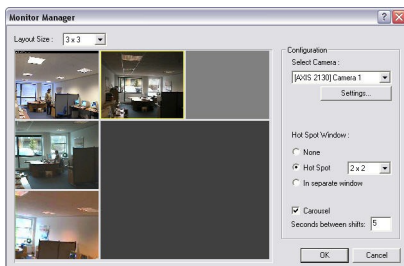 Monitor Manager
Layout Size : 3 x 3
Configuration
Select Camera :
[AXIS 2130] Camera 1
Settings...
Hot Spot Window :
None
Hot Spot 2 x 2
In separate window
Carousel
Seconds between shifts: 5
OK Cancel